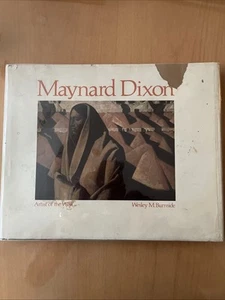 Maynard Dixon
Artist of the West
Wesley M. Burnside